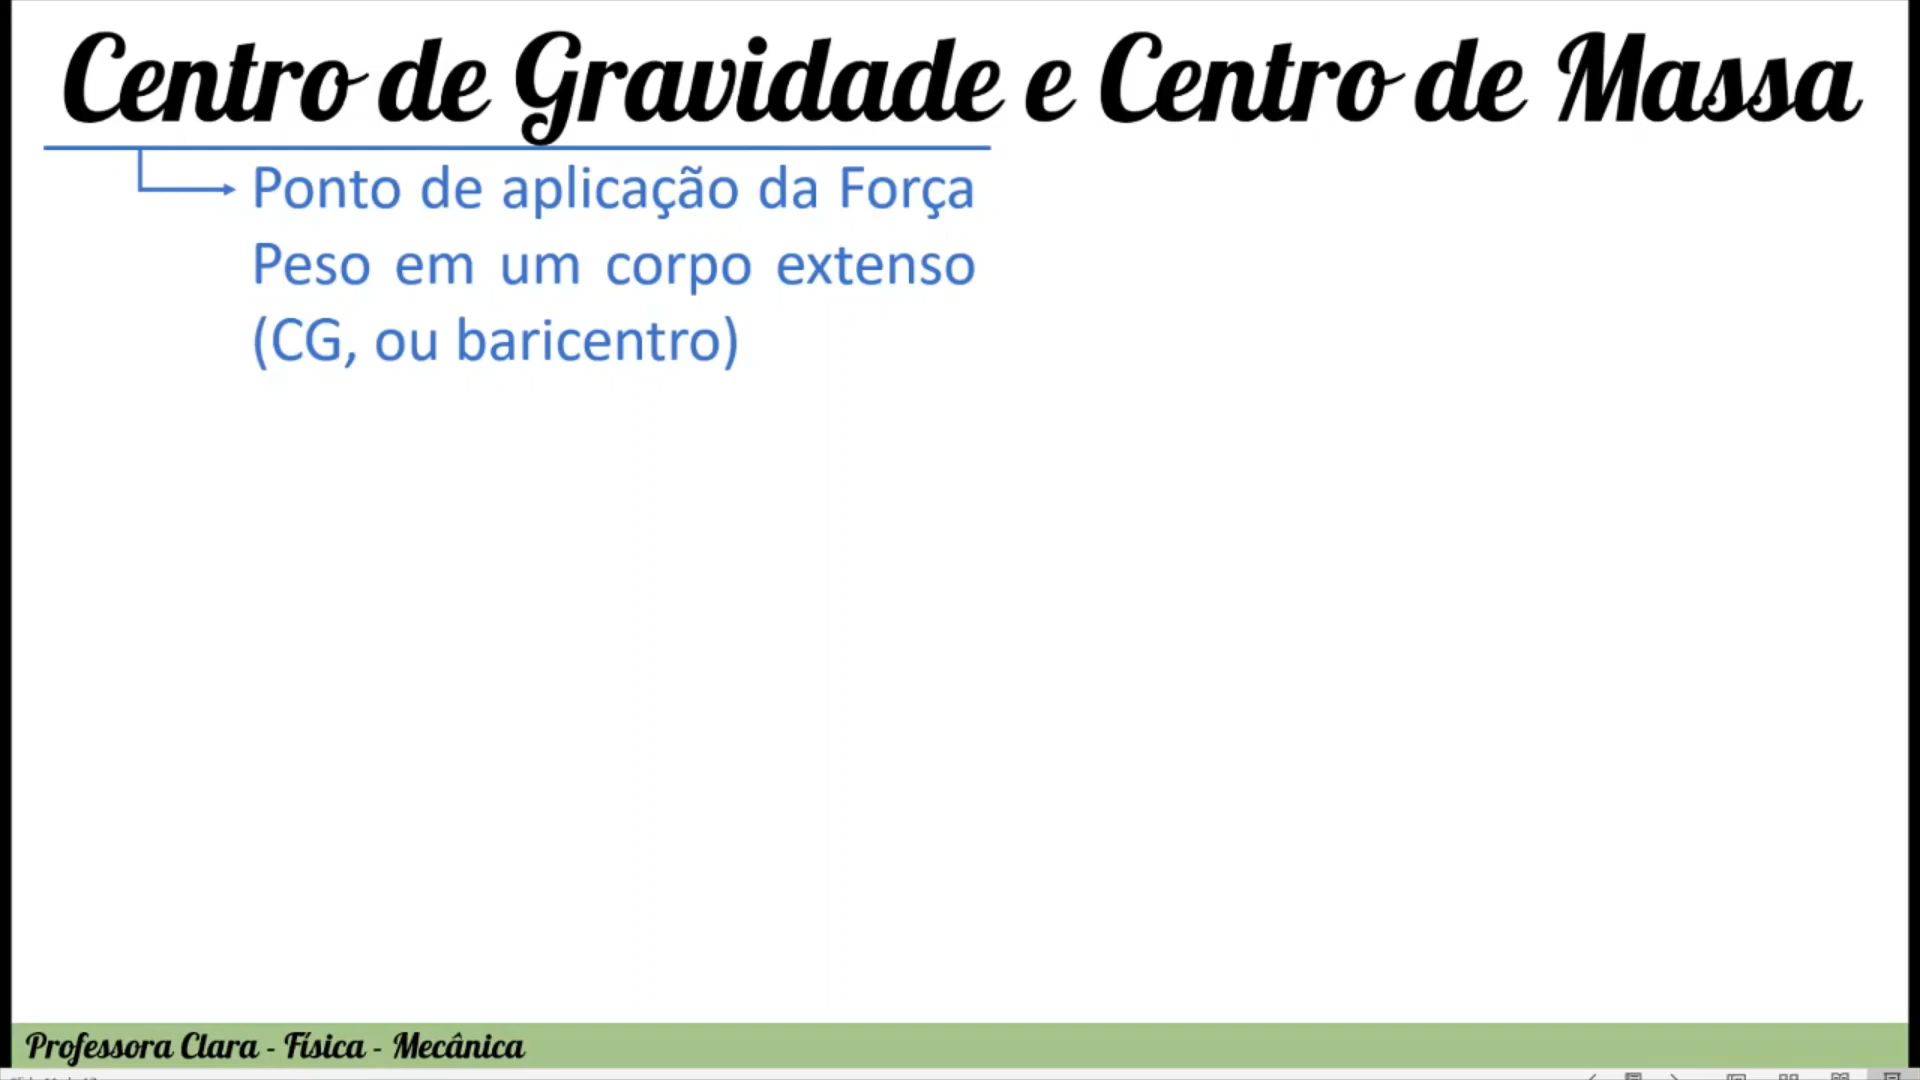 Centro de Gravidade e Centro de Massa
Ponto de aplicação da Força
Peso em um corpo extenso
(CG, ou baricentro)
Professora Clara - Física - Mecânica